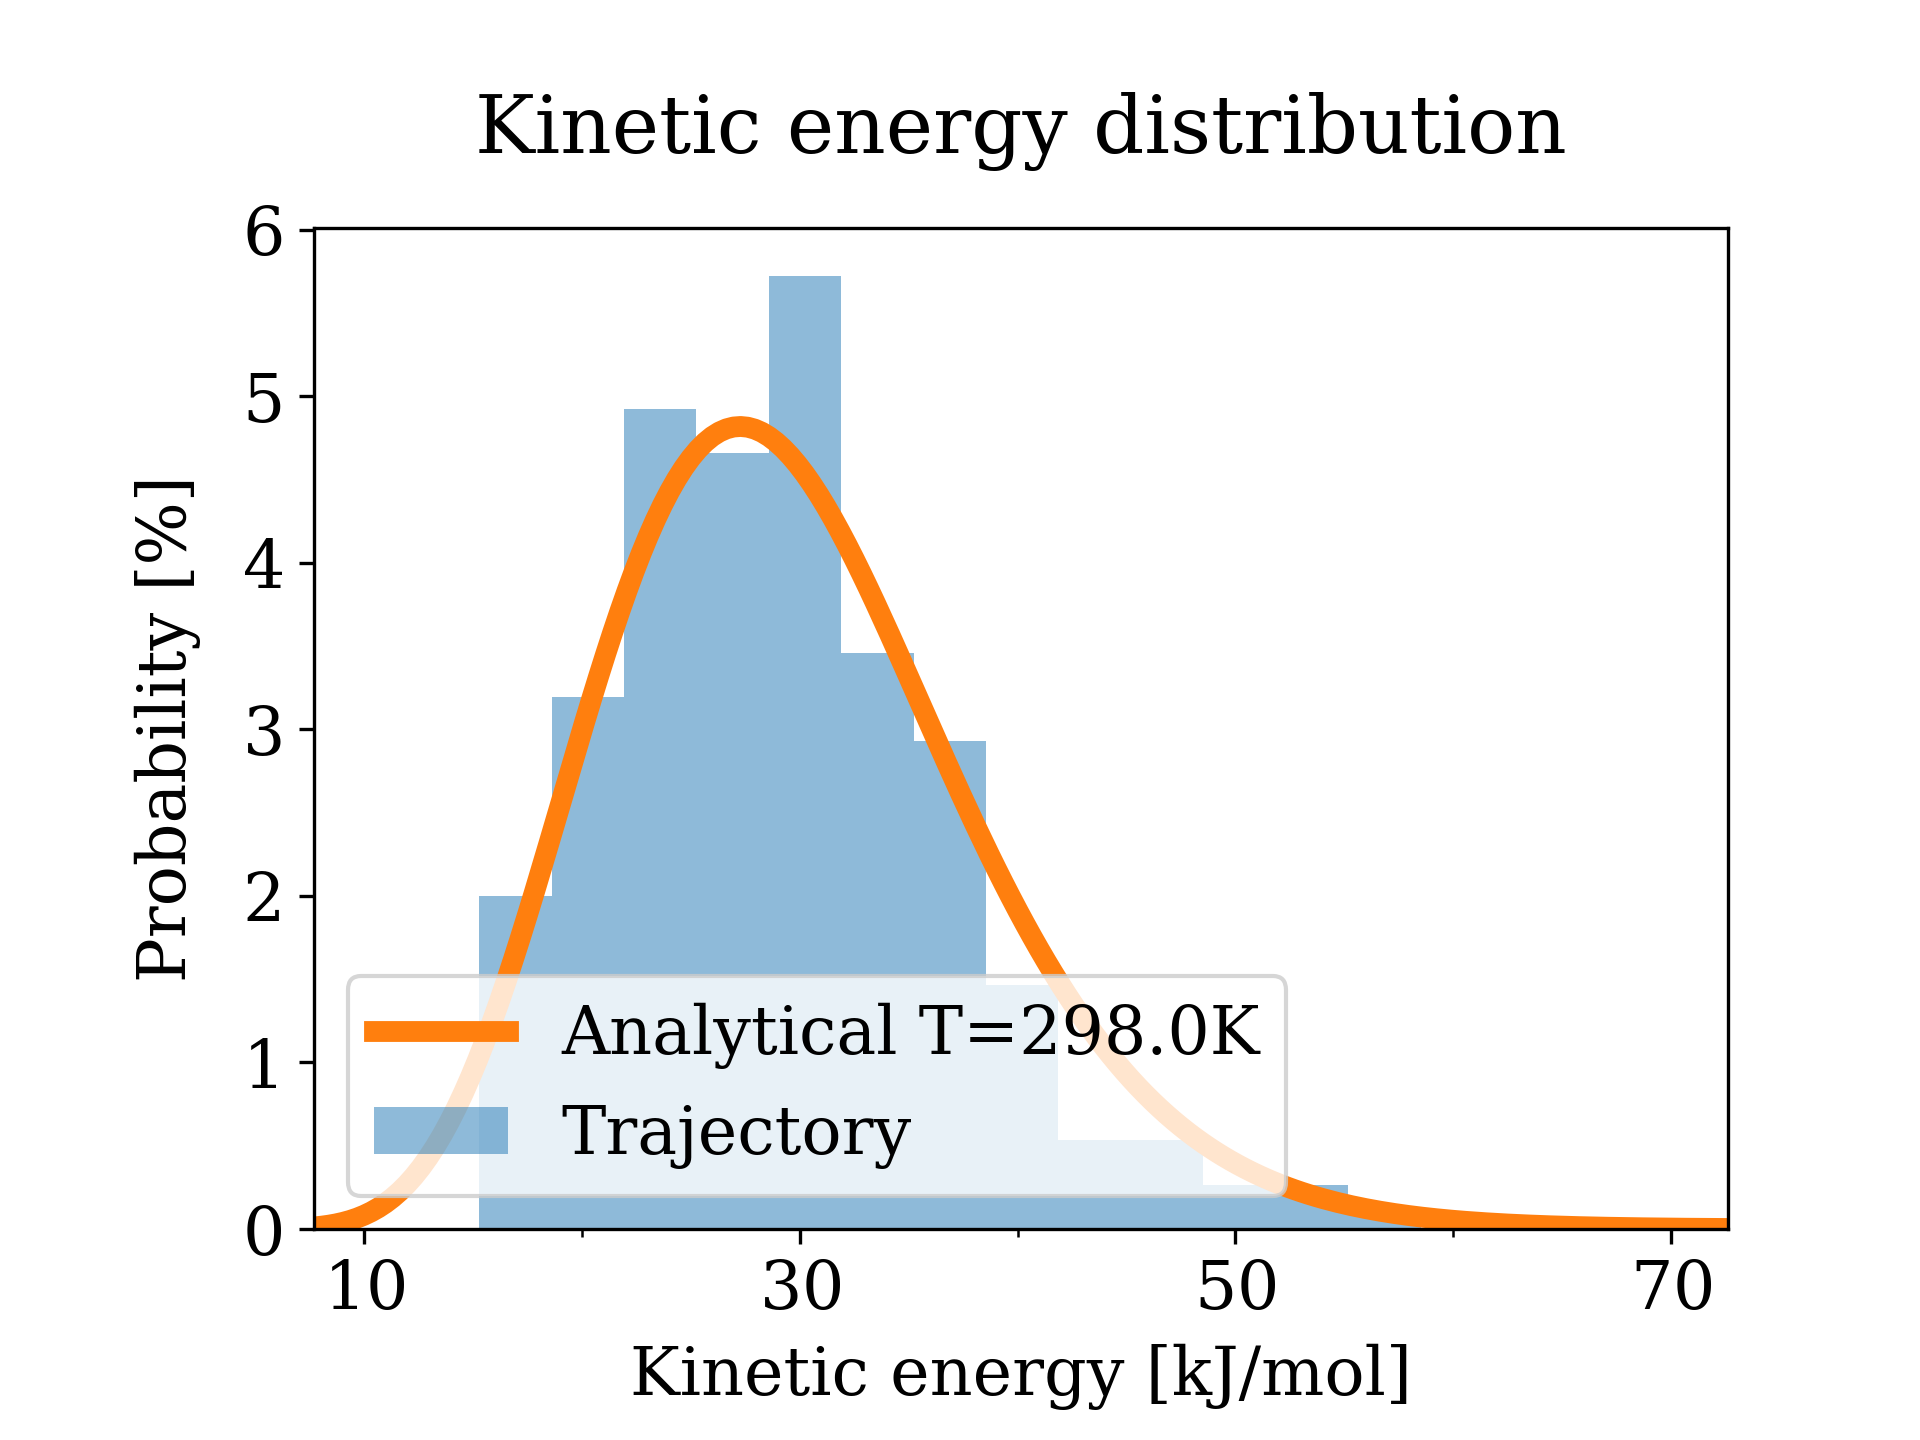 Kinetic energy distribution
6
5
4
3
2
1
0
Probability [%]
Analytical T=298.0K
Trajectory
10 30 50 70
Kinetic energy [kJ/mol]